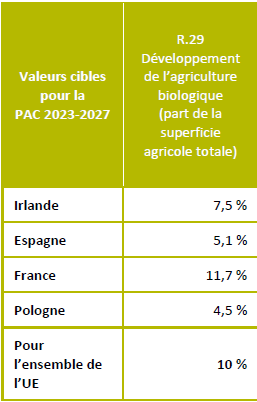 Valeurs cibles
pour la
PAC 2023-2027
R.29
Développement
de l’agriculture
biologique
(part de la
superficie
agricole totale)
Irlande 7,5 %
Espagne 5,1 %
France 11,7 %
Pologne 4,5 %
Pour
l’ensemble de 10 %
l’UE